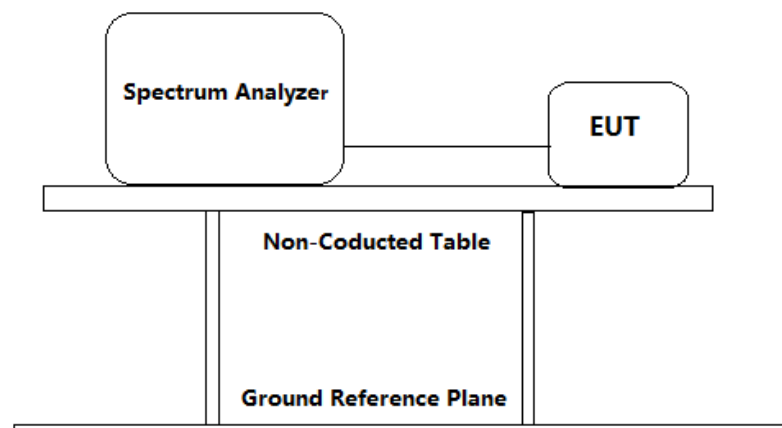 Spectrum Analyzer
EUT
Non-Coducted Table
Ground Reference Plane